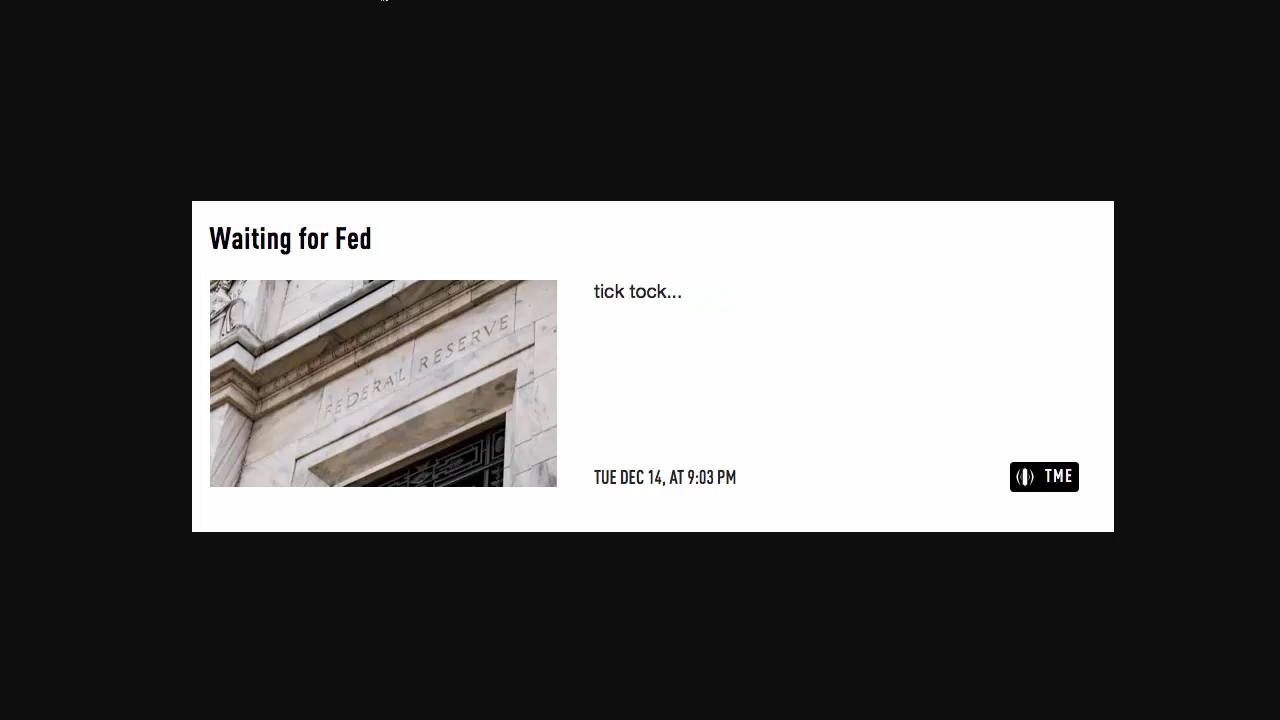 Waiting for Fed
tick tock...
FEDERAL RESERVE
TUE DEC 14, AT 9:03 PM
TME